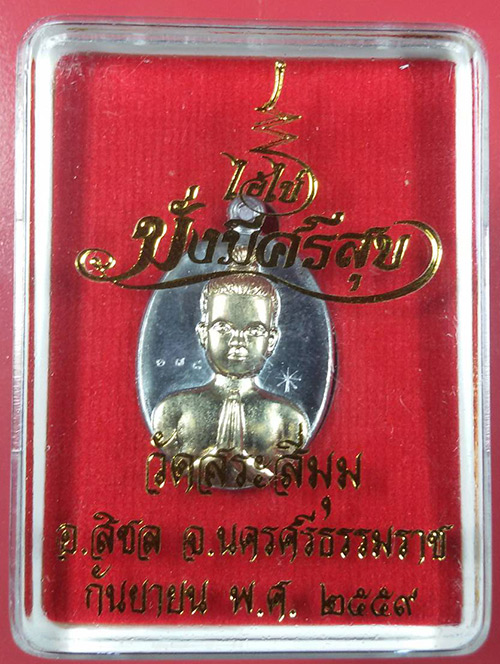 ไอ้ไข่
มั่งมีศรีสุข
วัดสระสี่มุม
อ.สิชล จ.นครศรีธรรมราช
กันยายน พ.ศ. ๒๕๕๙